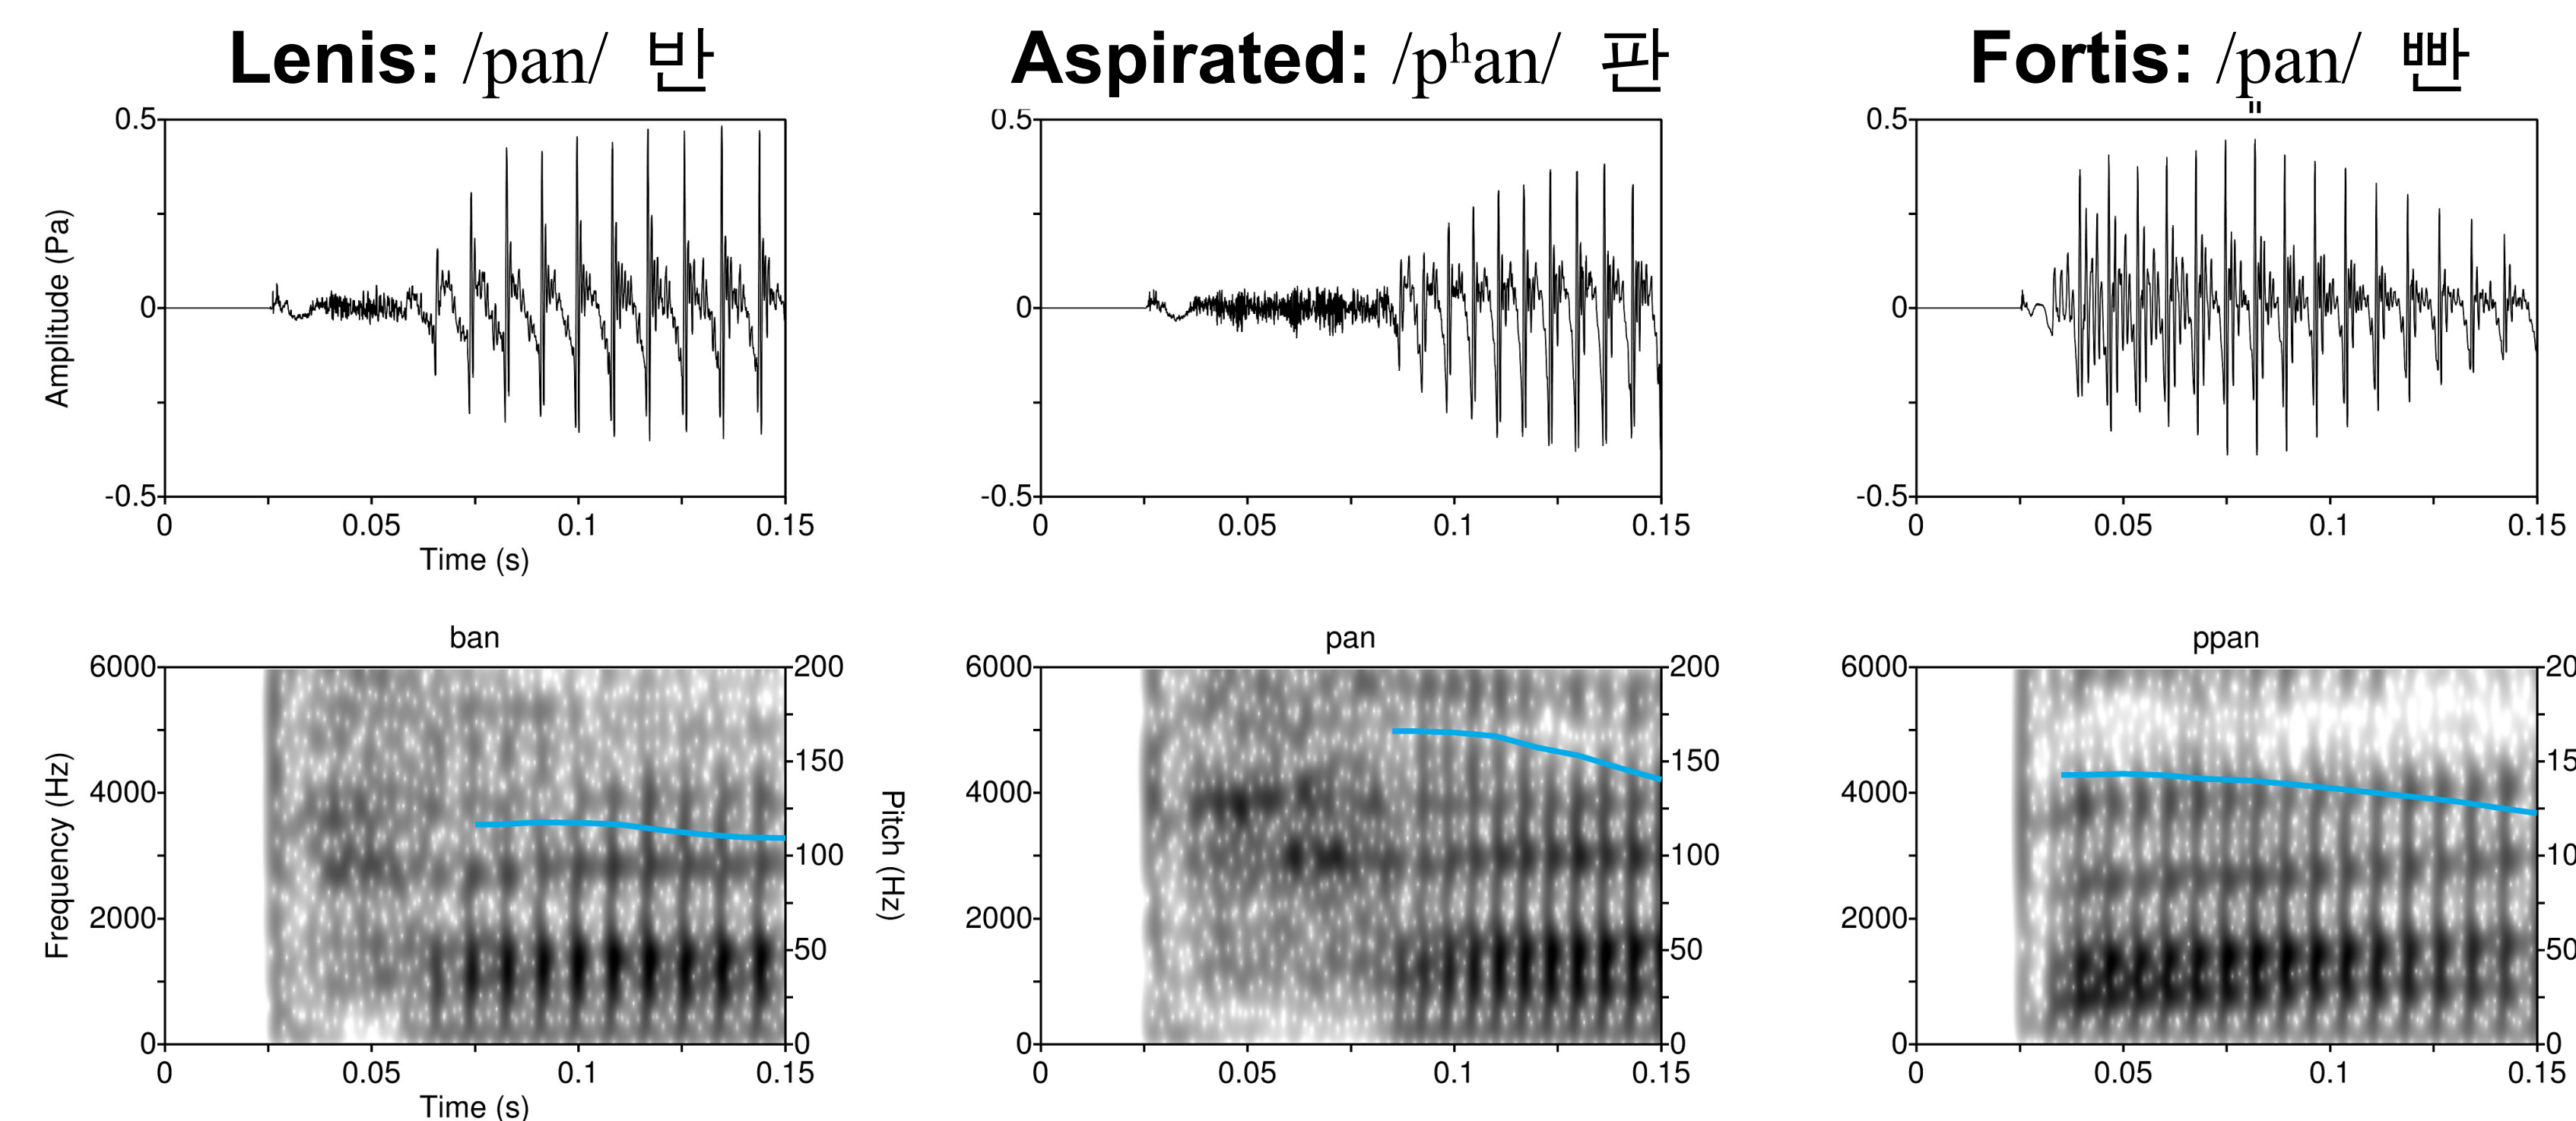 Lenis: /pan/ 반
Aspirated: /pʰan/ 판
Fortis: /p͈an/ 빤
0.5
0
-0.5
Amplitude (Pa)
0 0.05 0.1 0.15
Time (s)
0.5
0
-0.5
0 0.05 0.1 0.15
0.5
0
-0.5
0 0.05 0.1 0.15
ban
6000
4000
2000
0
Frequency (Hz)
200
150
100
50
0
Pitch (Hz)
0 0.05 0.1 0.15
Time (s)
pan
6000
4000
2000
0
200
150
100
50
0
0 0.05 0.1 0.15
ppan
6000
4000
2000
0
20
15
10
50
0
0 0.05 0.1 0.15